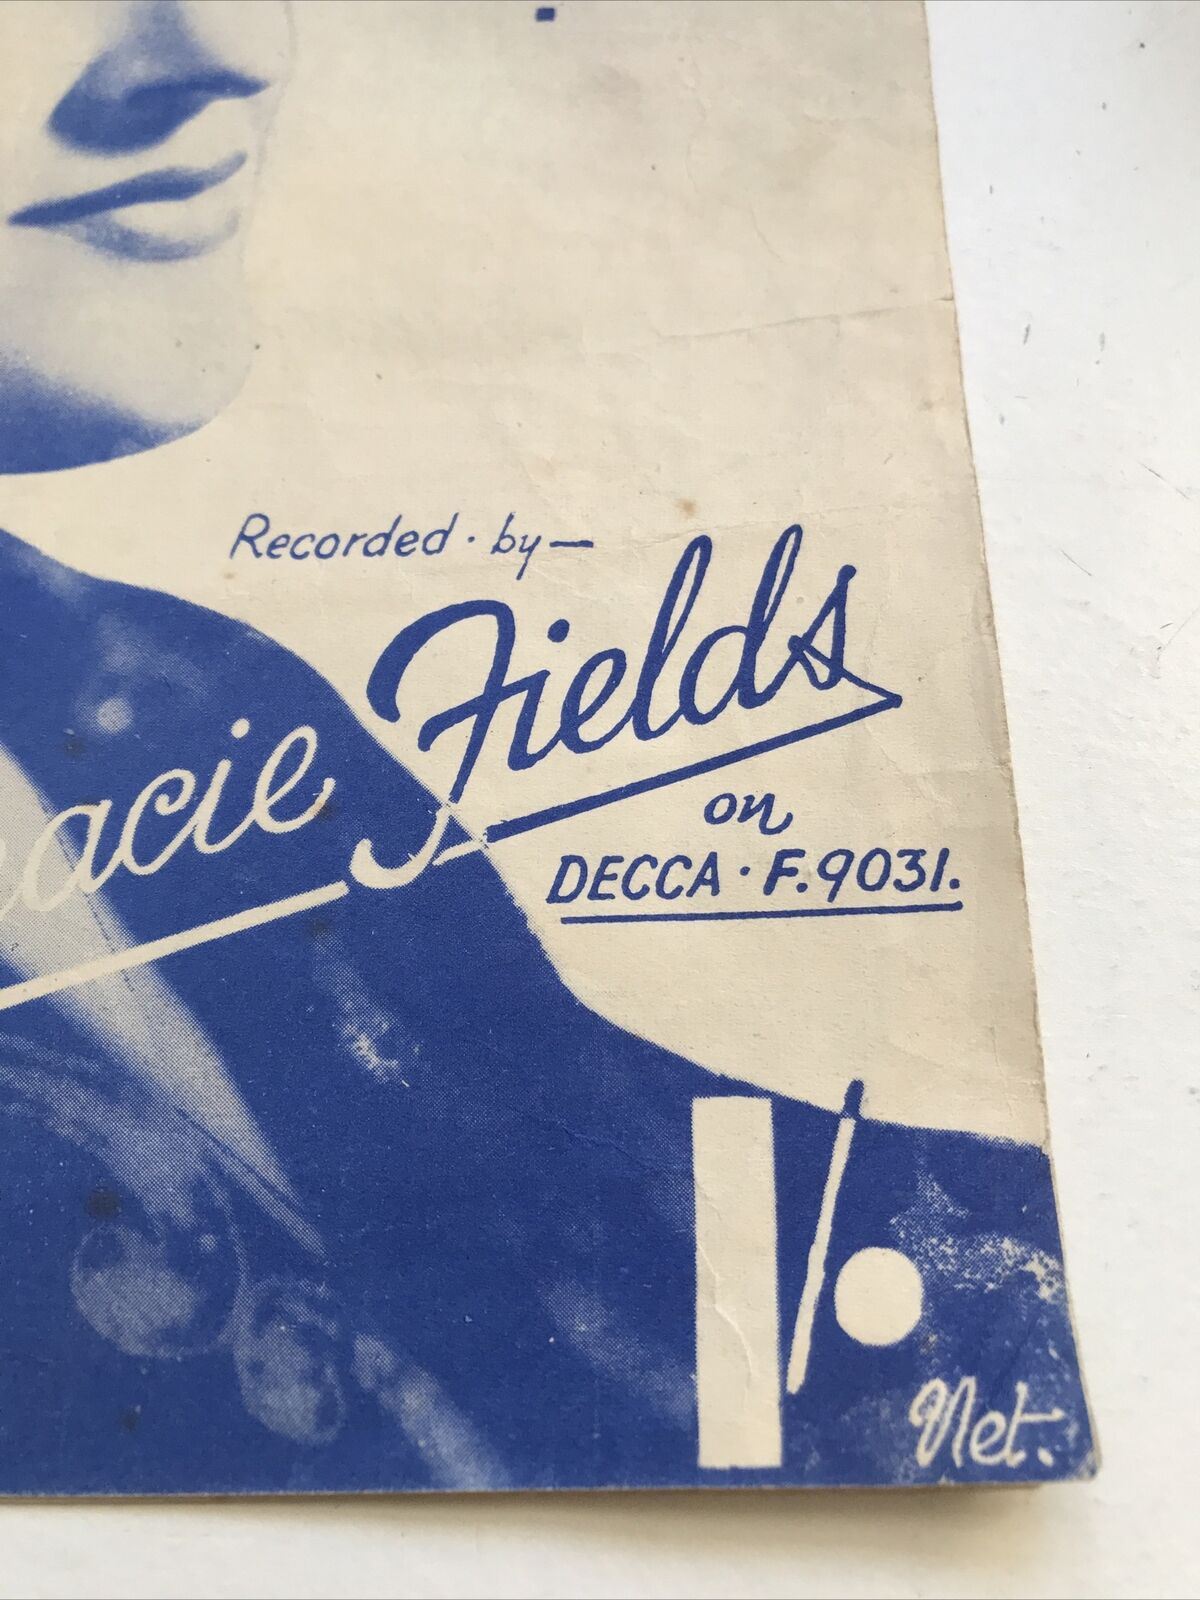 Recorded · by—
acie Fields
on
DECCA · F.9031.
1/•
Net.